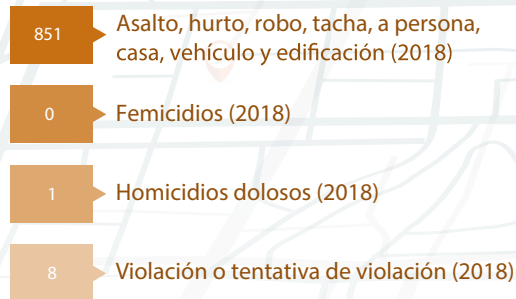 851
Asalto, hurto, robo, tacha, a persona,
casa, vehículo y edificación (2018)
0
Femicidios (2018)
1
Homicidios dolosos (2018)
8
Violación o tentativa de violación (2018)